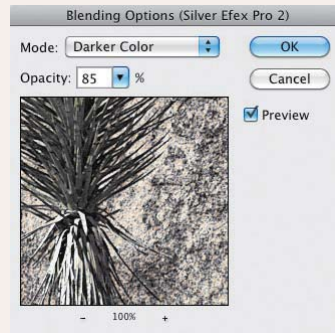 Blending Options (Silver Efex Pro 2)
Mode: Darker Color
OK
Opacity: 85 %
Cancel
Preview
- 100% +